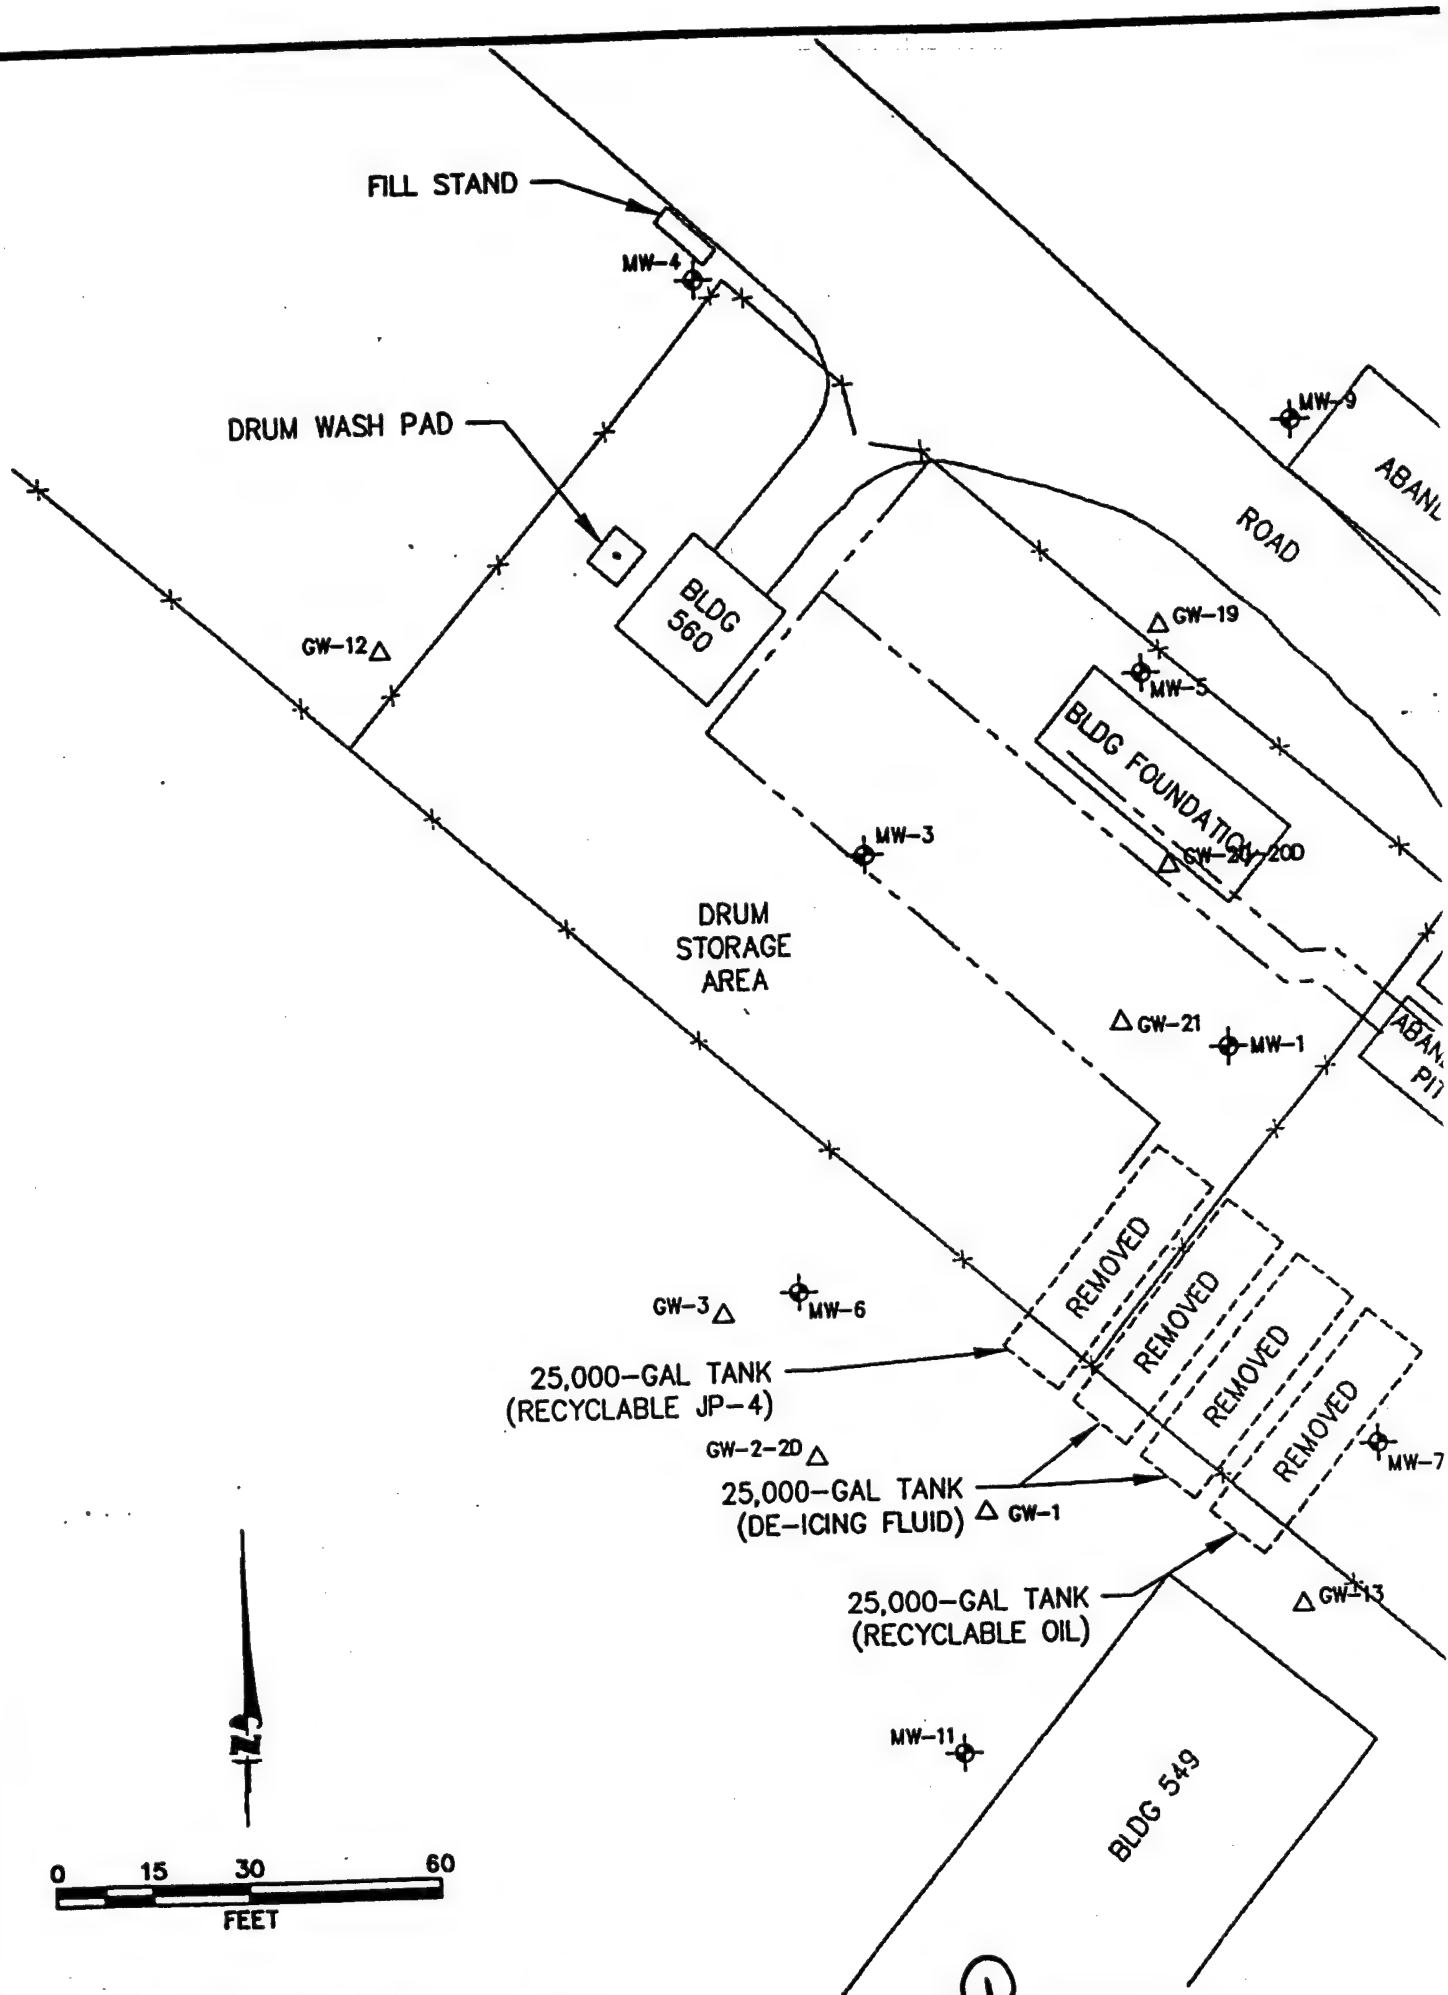 FILL STAND
MW-4
MW-9
DRUM WASH PAD
ROAD
BLDG
560
GW-12
GW-19
MW-5
BLDG FOUNDATION
MW-3
DRUM
STORAGE
AREA
GW-21
MW-1
REMOVED
REMOVED
REMOVED
REMOVED
GW-3
MW-6
25,000-GAL TANK
(RECYCLABLE JP-4)
GW-2-2D
MW-7
25,000-GAL TANK
(DE-ICING FLUID)
GW-1
25,000-GAL TANK
(RECYCLABLE OIL)
GW-13
MW-11
BLDG 549
0 15 30 60
FEET